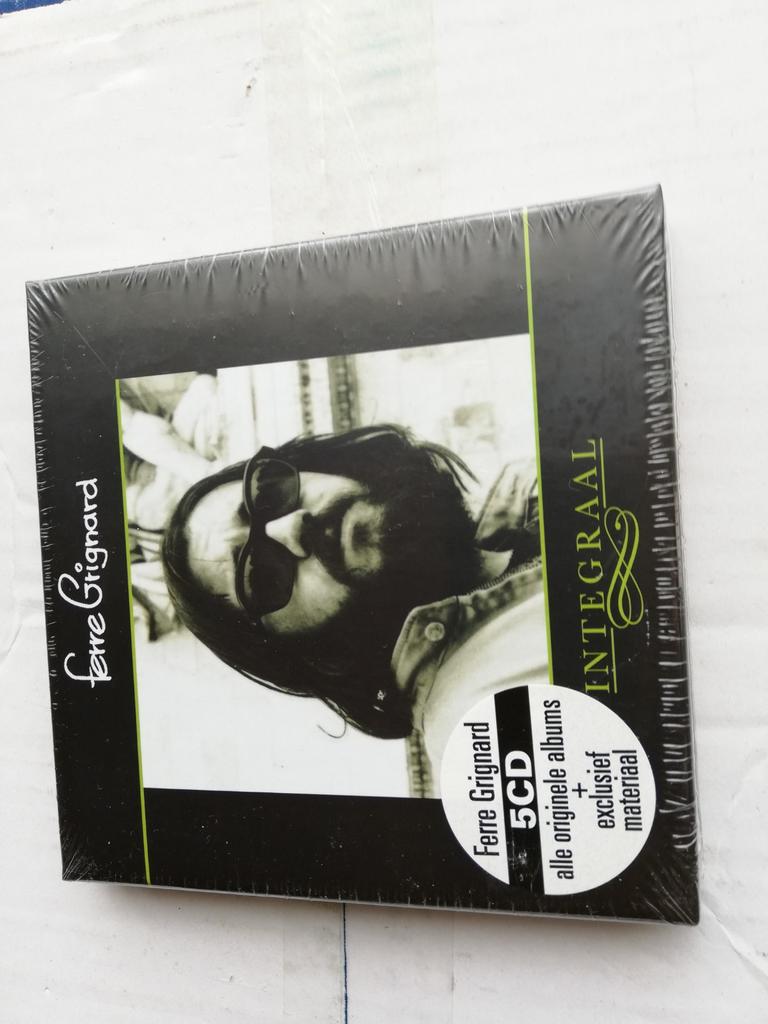 Ferre Grignard
INTEGRAAL
Ferre Grignard
5CD
alle originele albums
+
exclusief
materiaal